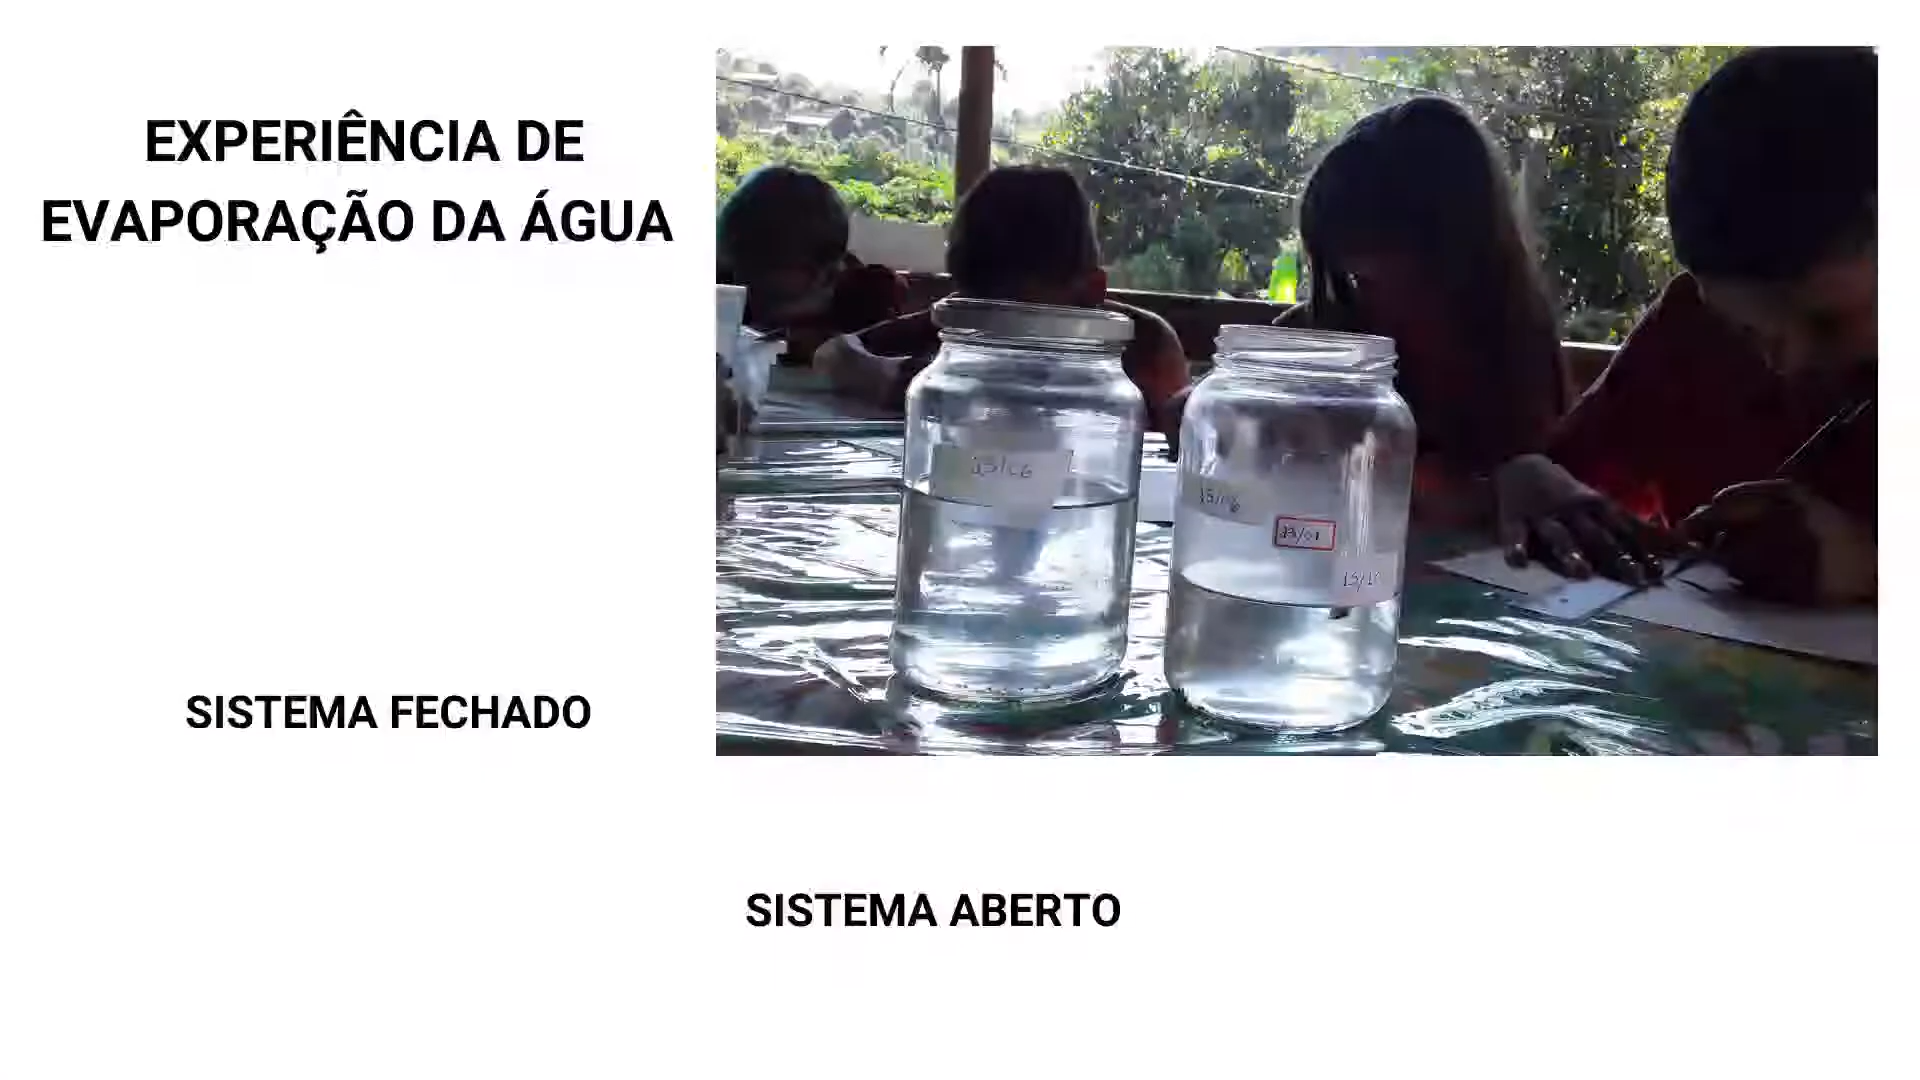 EXPERIÊNCIA DE
EVAPORAÇÃO DA ÁGUA
SISTEMA FECHADO
SISTEMA ABERTO